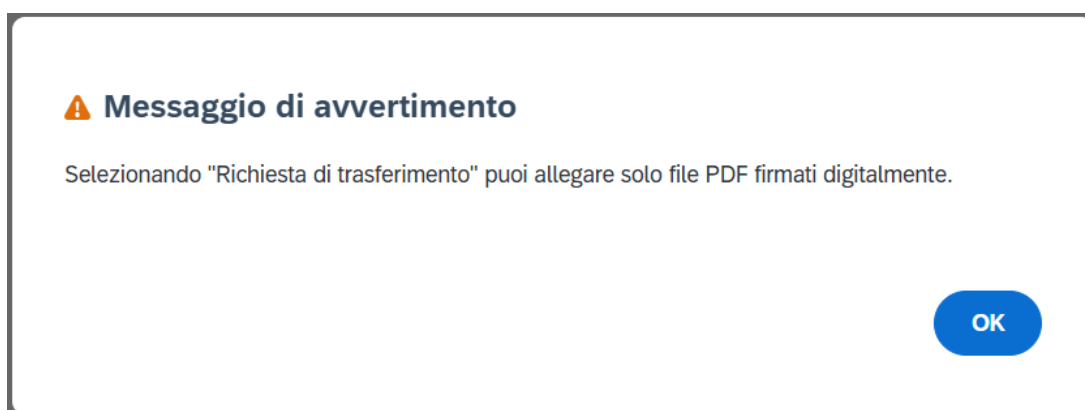 Messaggio di avvertimento
Selezionando "Richiesta di trasferimento" puoi allegare solo file PDF firmati digitalmente.
OK